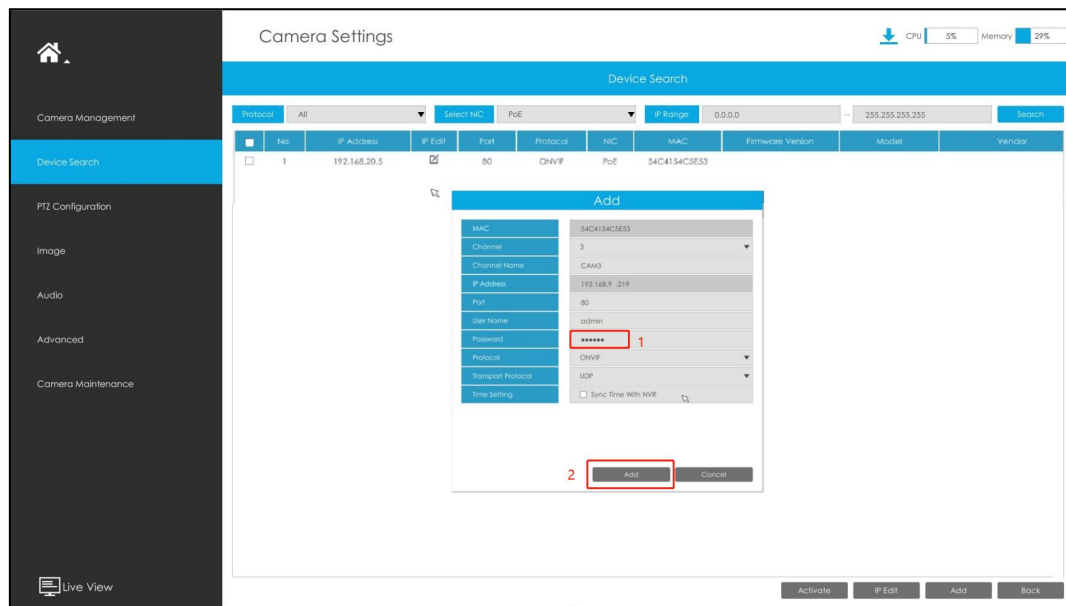 Camera Settings
CPU 5% Memory 29%
Device Search
Camera Management
Device Search
PTZ Configuration
Image
Audio
Advanced
Camera Maintenance
Live View
Protocol All Select NIC PoE IP Range 0.0.0.0 -- 255.255.255.255 Search
No. IP Address IP Edit Port Protocol NIC MAC Firmware Version Model Vendor
1 192.168.20.5 80 ONVIF PoE 54C4154C5E53
Add
MAC 54C4154C5E53
Channel 3
Channel Name CAM3
IP Address 192.168.9 .219
Port 80
User Name admin
Password •••••• 1
Protocol ONVIF
Transport Protocol UDP
Time Setting Sync Time With NVR
2 Add Cancel
Activate IP Edit Add Back